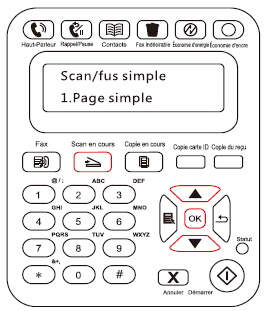 Haut-Parleur Rappel/Pause Contacts Fax indésirable Économie d'énergie Économie d'encre
Scan/fus simple
1.Page simple
Fax Scan en cours Copie en cours Copie carte ID Copie du reçu
@ / : ABC DEF
1 2 3
GHI JKL MNO
4 5 6
OK
PQRS TUV WXYZ
7 8 9
Statut
&+,
* 0 #
X
Annuler Démarrer